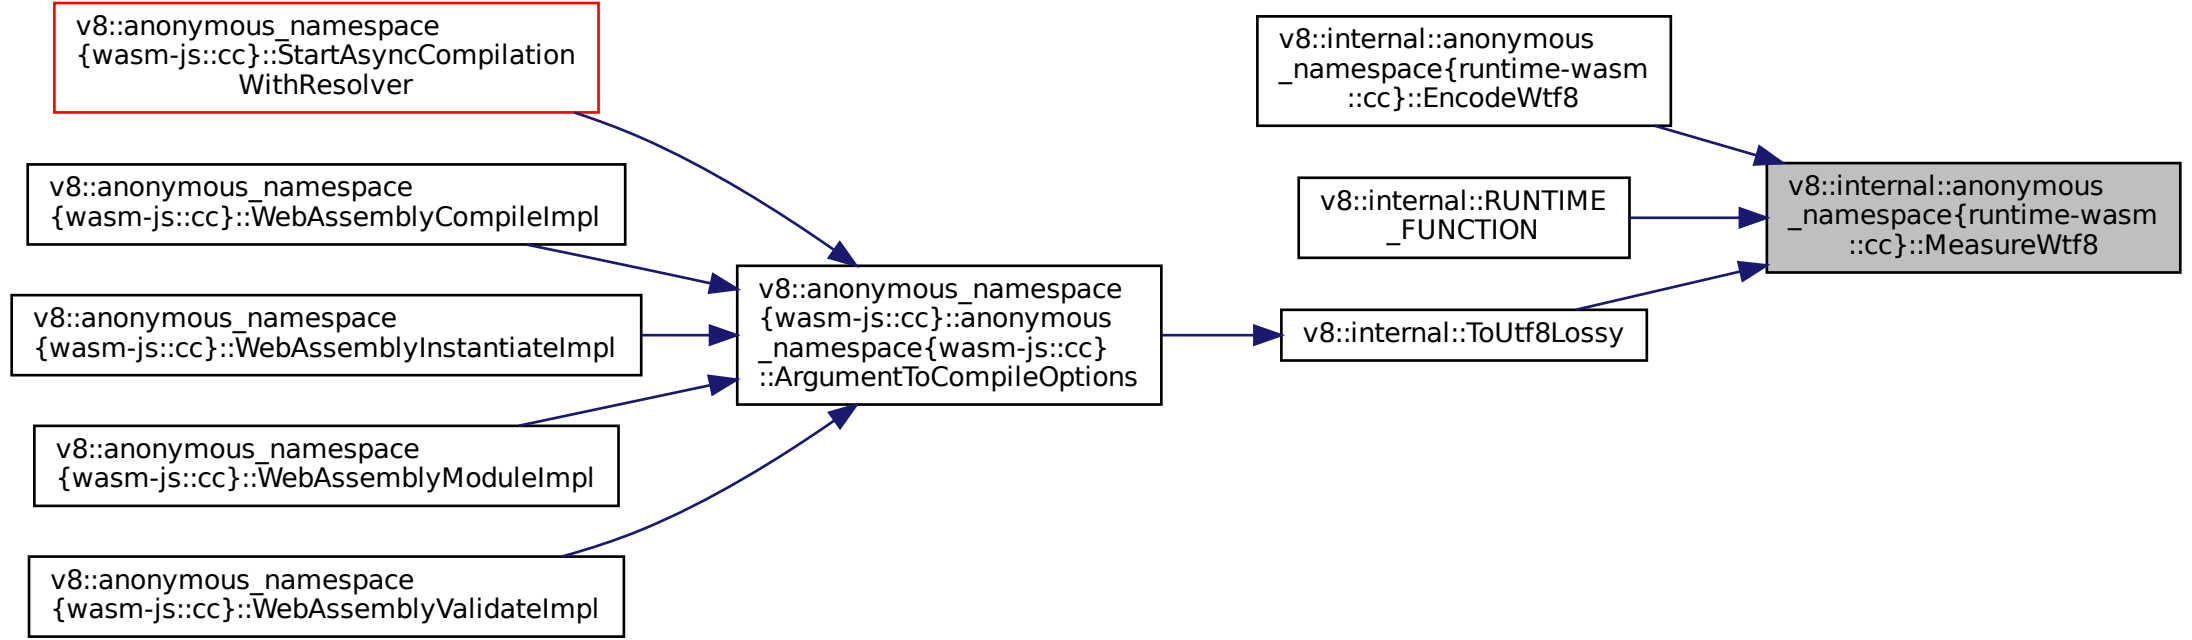 v8::anonymous_namespace
{wasm-js::cc}::StartAsyncCompilation
WithResolver
v8::anonymous_namespace
{wasm-js::cc}::WebAssemblyCompileImpl
v8::anonymous_namespace
{wasm-js::cc}::WebAssemblyInstantiateImpl
v8::anonymous_namespace
{wasm-js::cc}::WebAssemblyModuleImpl
v8::anonymous_namespace
{wasm-js::cc}::WebAssemblyValidateImpl
v8::anonymous_namespace
{wasm-js::cc}::anonymous
_namespace{wasm-js::cc}
::ArgumentToCompileOptions
v8::internal::anonymous
_namespace{runtime-wasm
::cc}::EncodeWtf8
v8::internal::RUNTIME
_FUNCTION
v8::internal::ToUtf8Lossy
v8::internal::anonymous
_namespace{runtime-wasm
::cc}::MeasureWtf8